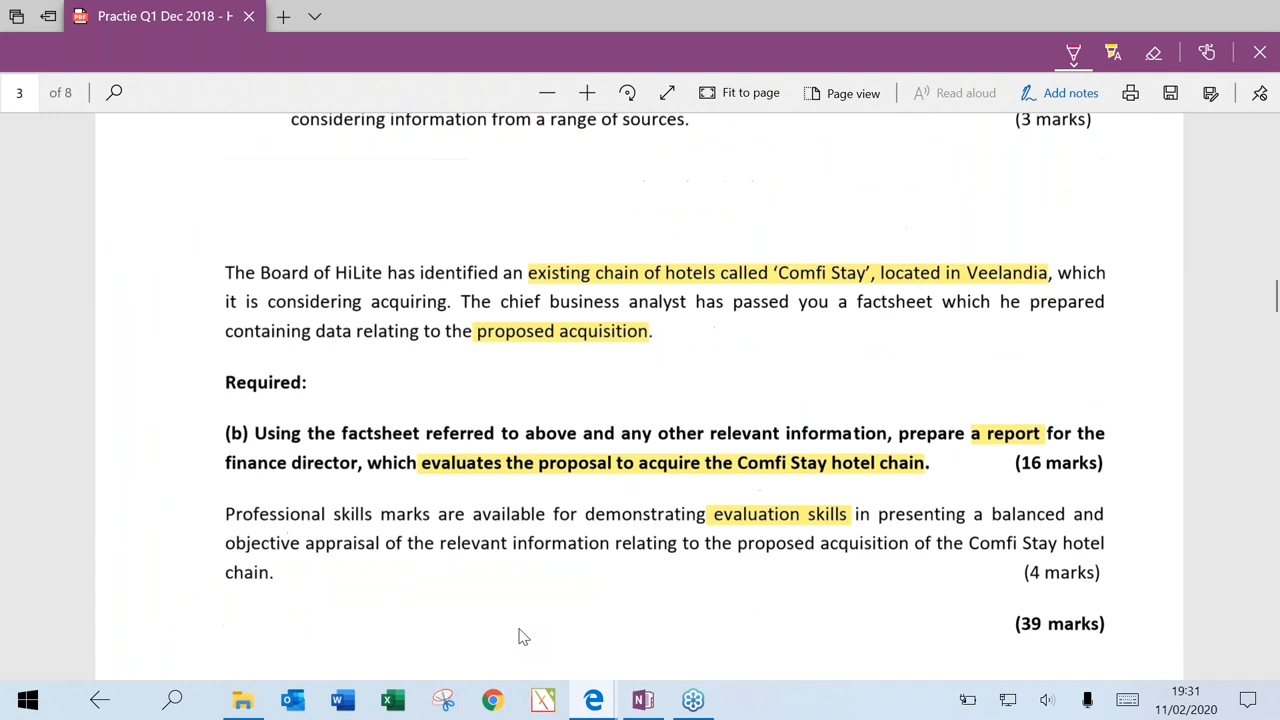 Practie Q1 Dec 2018 - H
3 of 8
Fit to page
Page view
Read aloud
Add notes
considering information from a range of sources. (3 marks)
The Board of HiLite has identified an existing chain of hotels called ‘Comfi Stay’, located in Veelandia, which
it is considering acquiring. The chief business analyst has passed you a factsheet which he prepared
containing data relating to the proposed acquisition.
Required:
(b) Using the factsheet referred to above and any other relevant information, prepare a report for the
finance director, which evaluates the proposal to acquire the Comfi Stay hotel chain. (16 marks)
Professional skills marks are available for demonstrating evaluation skills in presenting a balanced and
objective appraisal of the relevant information relating to the proposed acquisition of the Comfi Stay hotel
chain. (4 marks)
(39 marks)
19:31
11/02/2020